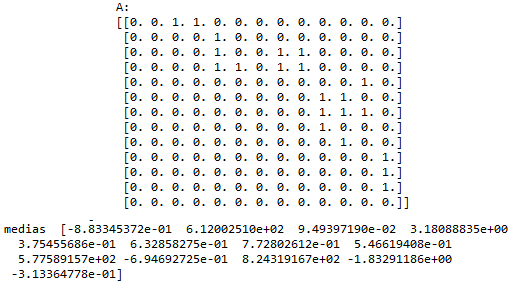 A:
[[0. 0. 1. 1. 0. 0. 0. 0. 0. 0. 0. 0. 0.]
[0. 0. 0. 0. 1. 0. 0. 0. 0. 0. 0. 0. 0.]
[0. 0. 0. 0. 1. 0. 0. 1. 1. 0. 0. 0. 0.]
[0. 0. 0. 0. 1. 1. 0. 1. 1. 0. 0. 0. 0.]
[0. 0. 0. 0. 0. 0. 0. 0. 0. 0. 0. 1. 0.]
[0. 0. 0. 0. 0. 0. 0. 0. 0. 1. 1. 0. 0.]
[0. 0. 0. 0. 0. 0. 0. 0. 0. 1. 1. 1. 0.]
[0. 0. 0. 0. 0. 0. 0. 0. 0. 1. 0. 0. 0.]
[0. 0. 0. 0. 0. 0. 0. 0. 0. 0. 1. 0. 0.]
[0. 0. 0. 0. 0. 0. 0. 0. 0. 0. 0. 0. 1.]
[0. 0. 0. 0. 0. 0. 0. 0. 0. 0. 0. 0. 1.]
[0. 0. 0. 0. 0. 0. 0. 0. 0. 0. 0. 0. 1.]
[0. 0. 0. 0. 0. 0. 0. 0. 0. 0. 0. 0. 0.]]
medias [-8.83345372e-01 6.12002510e+02 9.49397190e-02 3.18088835e+00
3.75455686e-01 6.32858275e-01 7.72802612e-01 5.46619408e-01
5.77589157e+02 -6.94692725e-01 8.24319167e+02 -1.83291186e+00
-3.13364778e-01]